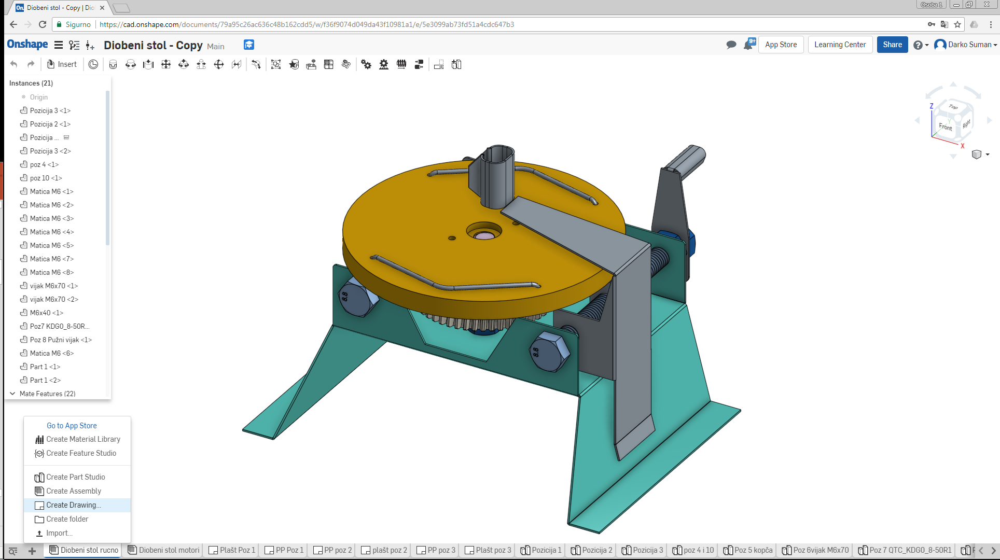 Diobeni stol - Copy | Dio
Osoba 1
Sigurno
https://cad.onshape.com/documents/79a95c26ac636c48b162cdd5/w/f36f9074d049da43f10981a1/e/5e3099ab73fd51a4cdc647b3
Onshape
Diobeni stol - Copy Main
9+
App Store
Learning Center
Share
Darko Suman
Insert
Instances (21)
Origin
Pozicija 3 <1>
Pozicija 2 <1>
Pozicija ...
Pozicija 3 <2>
poz 4 <1>
poz 10 <1>
Matica M6 <1>
Matica M6 <2>
Matica M6 <3>
Matica M6 <4>
Matica M6 <5>
Matica M6 <7>
Matica M6 <8>
vijak M6x70 <1>
vijak M6x70 <2>
M6x40 <1>
Poz7 KDG0_8-50R...
Poz 8 Pužni vijak <1>
Matica M6 <6>
Part 1 <1>
Part 1 <2>
Mate Features (22)
Z
Top
Y
Front
Right
X
8.8
8.8
Go to App Store
Create Material Library
Create Feature Studio
Create Part Studio
Create Assembly
Create Drawing...
Create folder
Import...
Diobeni stol rucno
Diobeni stol motori
Plašt Poz 1
PP Poz 1
PP poz 2
plašt poz 2
PP poz 3
Plašt poz 3
Pozicija 1
Pozicija 2
Pozicija 3
poz 4 i 10
Poz 5 kopča
Poz 6vijak M6x70
Poz 7 QTC_KDG0_8-50R1